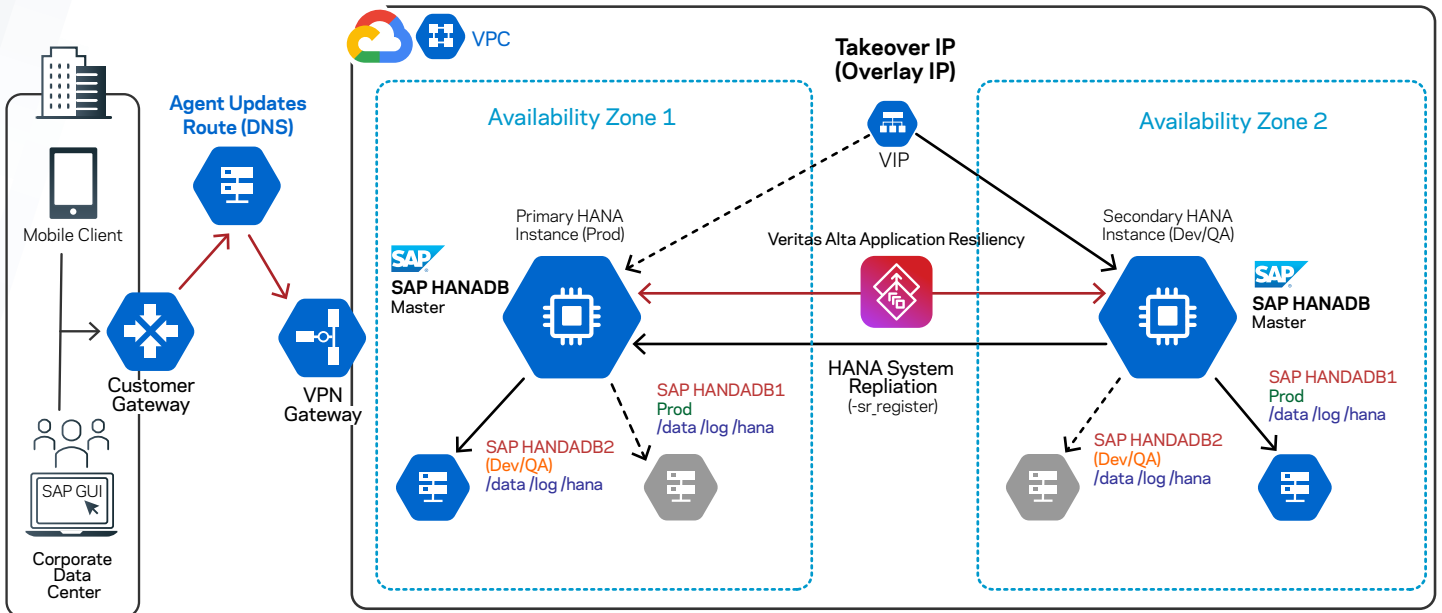 VPC
Takeover IP
(Overlay IP)
VIP
Agent Updates
Route (DNS)
Mobile Client
Customer
Gateway
VPN
Gateway
SAP GUI
Corporate
Data
Center
Availability Zone 1
Primary HANA
Instance (Prod)
SAP
SAP HANADB
Master
SAP HANDADB2
(Dev/QA)
/data /log /hana
SAP HANDADB1
Prod
/data /log /hana
Veritas Alta Application Resiliency
HANA System
Repliation
(-sr_register)
Availability Zone 2
Secondary HANA
Instance (Dev/QA)
SAP
SAP HANADB
Master
SAP HANDADB2
(Dev/QA)
/data /log /hana
SAP HANDADB1
Prod
/data /log /hana